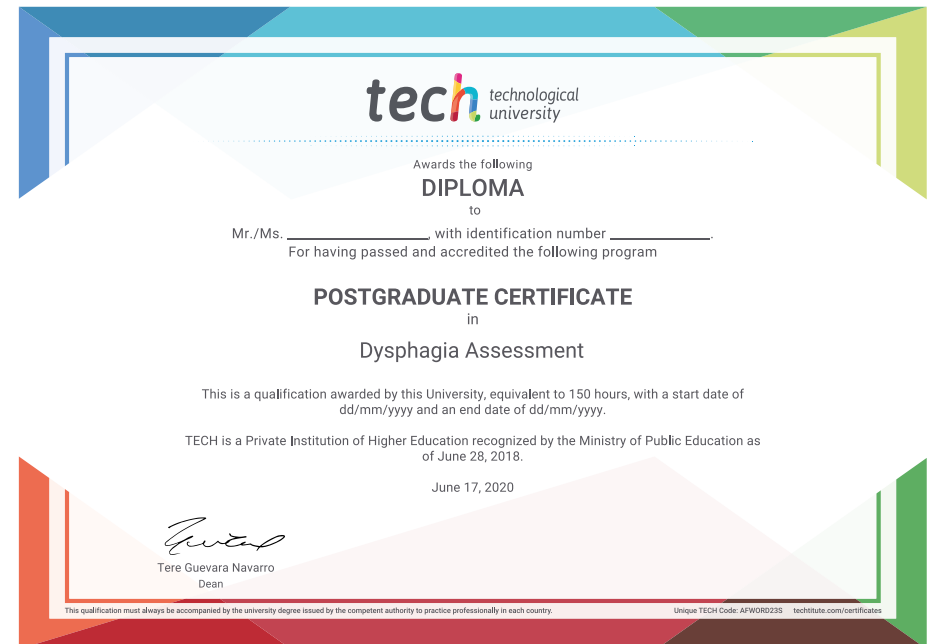 tech technological
university
Awards the following
DIPLOMA
to
Mr./Ms. ____________________, with identification number ______________.
For having passed and accredited the following program
POSTGRADUATE CERTIFICATE
in
Dysphagia Assessment
This is a qualification awarded by this University, equivalent to 150 hours, with a start date of
dd/mm/yyyy and an end date of dd/mm/yyyy.
TECH is a Private Institution of Higher Education recognized by the Ministry of Public Education as
of June 28, 2018.
June 17, 2020
Tere Guevara Navarro
Dean
This qualification must always be accompanied by the university degree issued by the competent authority to practice professionally in each country. Unique TECH Code: AFWORD23S techtitute.com/certificates